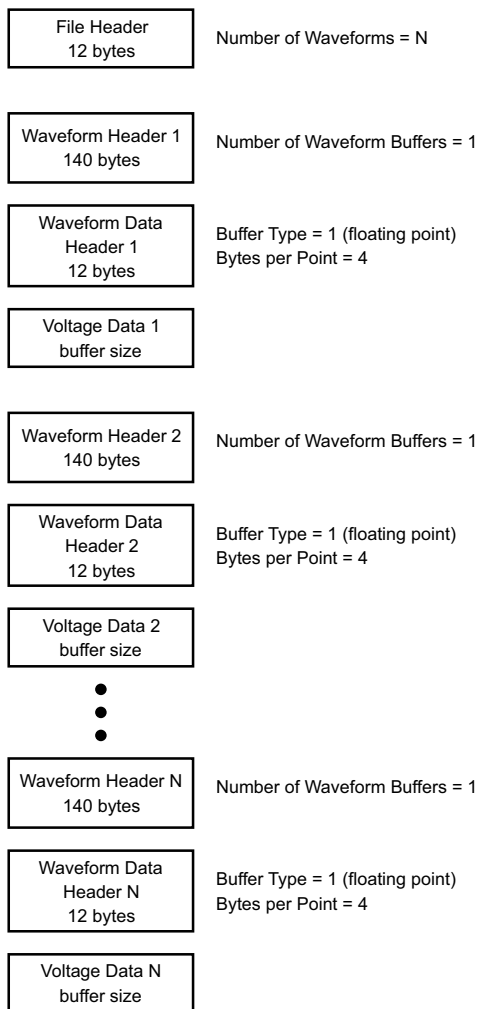 File Header
12 bytes
Number of Waveforms = N
Waveform Header 1
140 bytes
Number of Waveform Buffers = 1
Waveform Data
Header 1
12 bytes
Buffer Type = 1 (floating point)
Bytes per Point = 4
Voltage Data 1
buffer size
Waveform Header 2
140 bytes
Number of Waveform Buffers = 1
Waveform Data
Header 2
12 bytes
Buffer Type = 1 (floating point)
Bytes per Point = 4
Voltage Data 2
buffer size
Waveform Header N
140 bytes
Number of Waveform Buffers = 1
Waveform Data
Header N
12 bytes
Buffer Type = 1 (floating point)
Bytes per Point = 4
Voltage Data N
buffer size